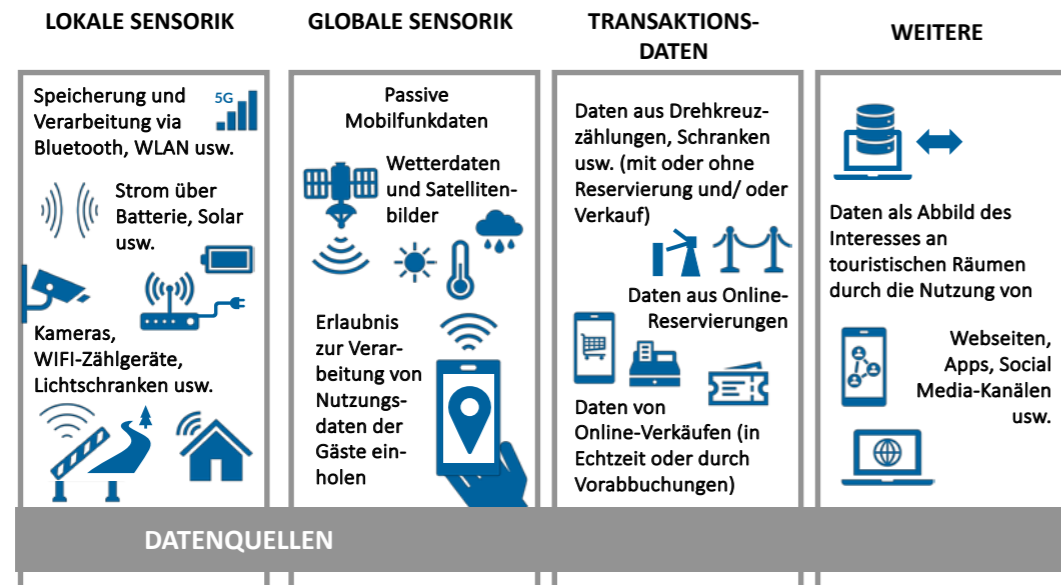 LOKALE SENSORIK
Speicherung und
Verarbeitung via
Bluetooth, WLAN usw.
5G
Strom über
Batterie, Solar
usw.
Kameras,
WIFI-Zählgeräte,
Lichtschranken usw.
GLOBALE SENSORIK
Passive
Mobilfunkdaten
Wetterdaten
und Satelliten-
bilder
Erlaubnis
zur Verar-
beitung von
Nutzungs-
daten der
Gäste ein-
holen
TRANSAKTIONS-
DATEN
Daten aus Drehkreuz-
zählungen, Schranken
usw. (mit oder ohne
Reservierung und/ oder
Verkauf)
Daten aus Online-
Reservierungen
Daten von
Online-Verkäufen (in
Echtzeit oder durch
Vorabbuchungen)
WEITERE
Daten als Abbild des
Interesses an
touristischen Räumen
durch die Nutzung von
Webseiten,
Apps, Social
Media-Kanälen
usw.
DATENQUELLEN